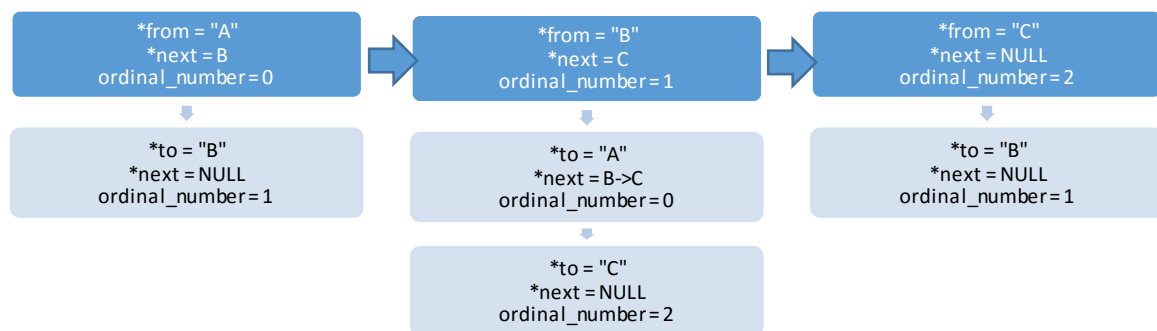 *from = "A"
*next = B
ordinal_number = 0
*from = "B"
*next = C
ordinal_number = 1
*from = "C"
*next = NULL
ordinal_number = 2
*to = "B"
*next = NULL
ordinal_number = 1
*to = "A"
*next = B->C
ordinal_number = 0
*to = "B"
*next = NULL
ordinal_number = 1
*to = "C"
*next = NULL
ordinal_number = 2